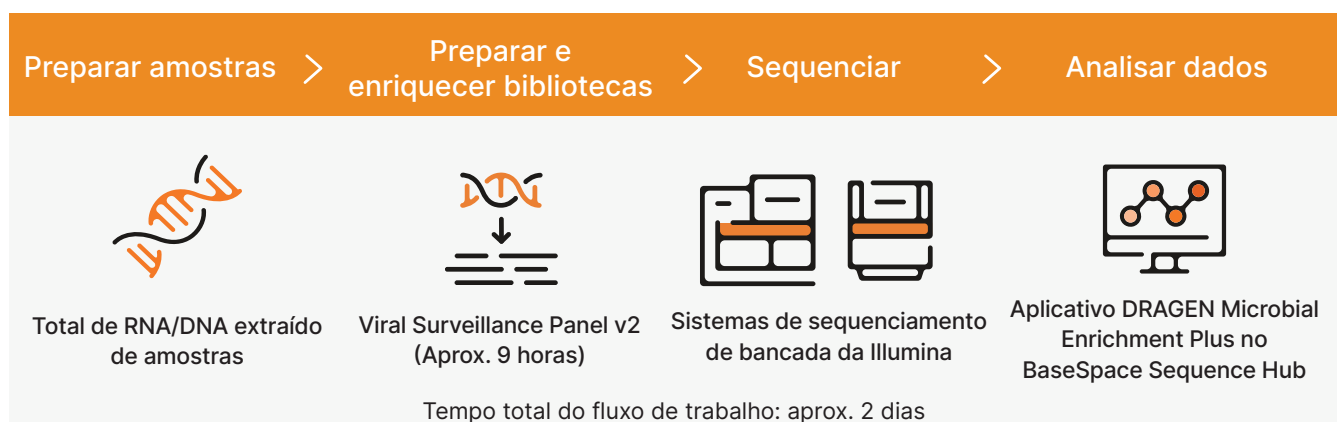 Preparar amostras
Preparar e
enriquecer bibliotecas
Sequenciar
Analisar dados
Total de RNA/DNA extraído
de amostras
Viral Surveillance Panel v2
(Aprox. 9 horas)
Sistemas de sequenciamento
de bancada da Illumina
Aplicativo DRAGEN Microbial
Enrichment Plus no
BaseSpace Sequence Hub
Tempo total do fluxo de trabalho: aprox. 2 dias